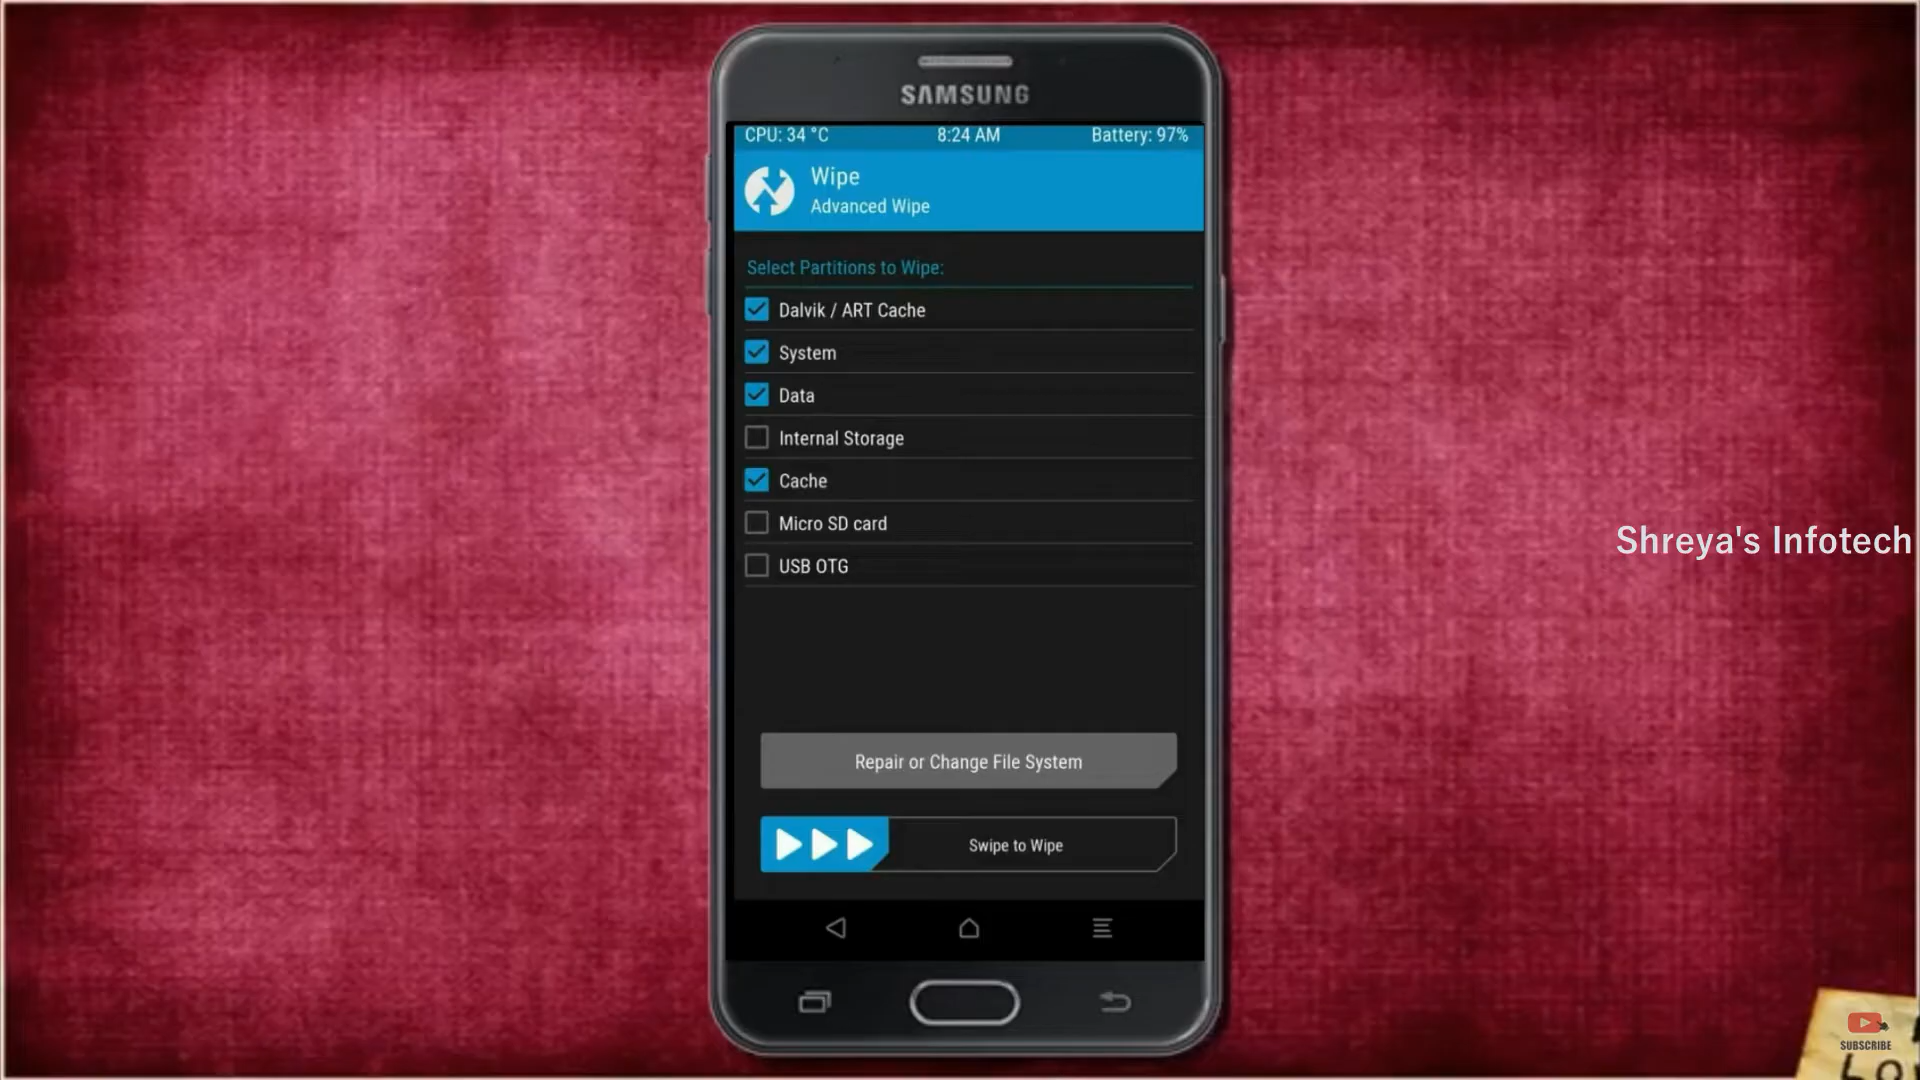 SAMSUNG
CPU: 34 °C 8:24 AM Battery: 97%
Wipe
Advanced Wipe
Select Partitions to Wipe:
Dalvik / ART Cache
System
Data
Internal Storage
Cache
Micro SD card
USB OTG
Repair or Change File System
Swipe to Wipe
Shreya's Infotech
SUBSCRIBE